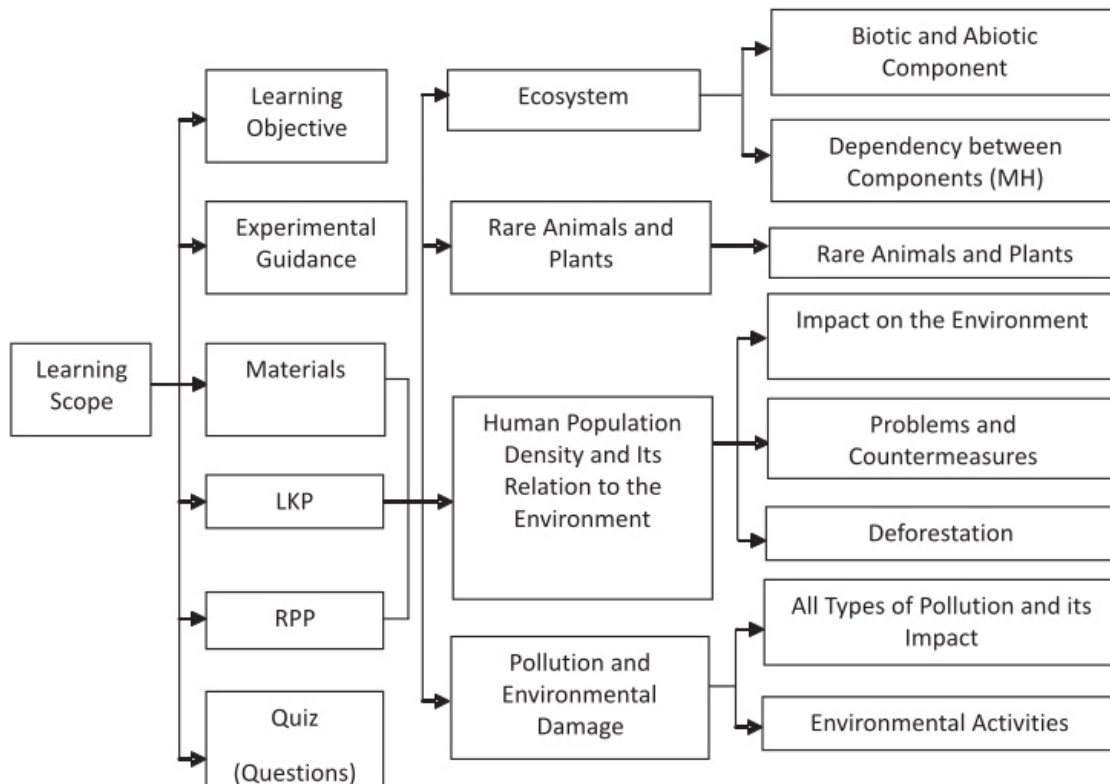 Learning
Scope
Learning
Objective
Experimental
Guidance
Materials
LKP
RPP
Quiz
(Questions)
Ecosystem
Rare Animals and
Plants
Human Population
Density and Its
Relation to the
Environment
Pollution and
Environmental
Damage
Biotic and Abiotic
Component
Dependency between
Components (MH)
Rare Animals and Plants
Impact on the Environment
Problems and
Countermeasures
Deforestation
All Types of Pollution and its
Impact
Environmental Activities